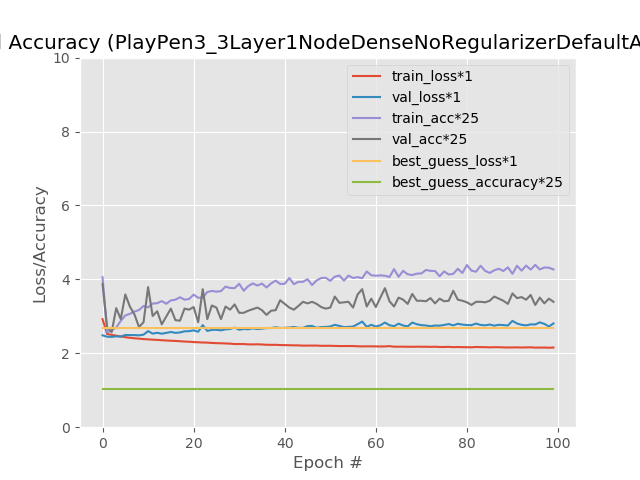 Accuracy (PlayPen3_3Layer1NodeDenseNoRegularizerDefaultA
train_loss*1
val_loss*1
train_acc*25
val_acc*25
best_guess_loss*1
best_guess_accuracy*25
10
8
6
4
2
0
Loss/Accuracy
0 20 40 60 80 100
Epoch #